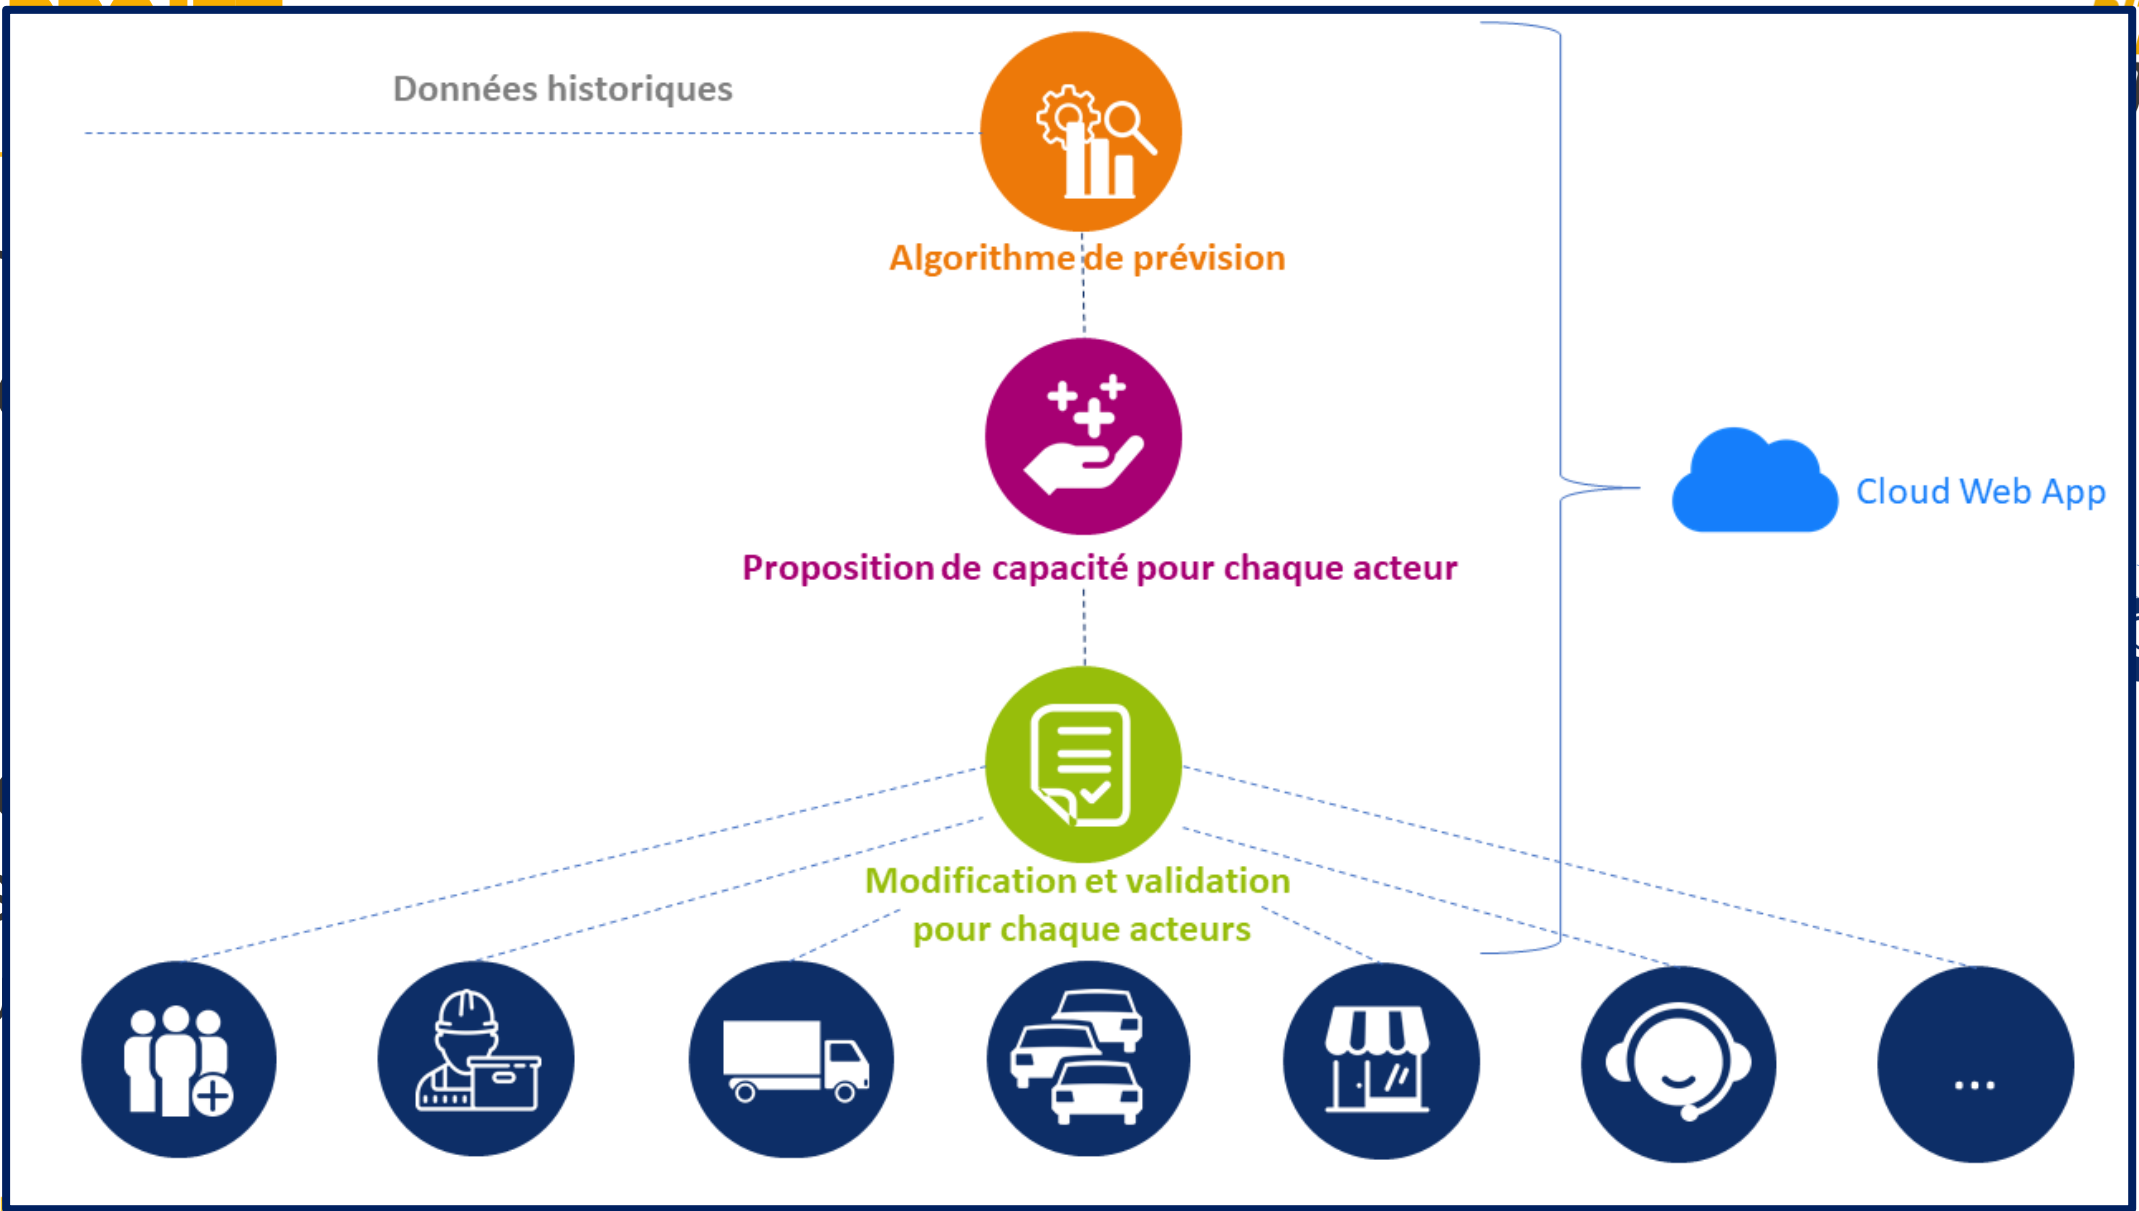 Données historiques
Algorithme de prévision
Proposition de capacité pour chaque acteur
Cloud Web App
Modification et validation
pour chaque acteurs
...